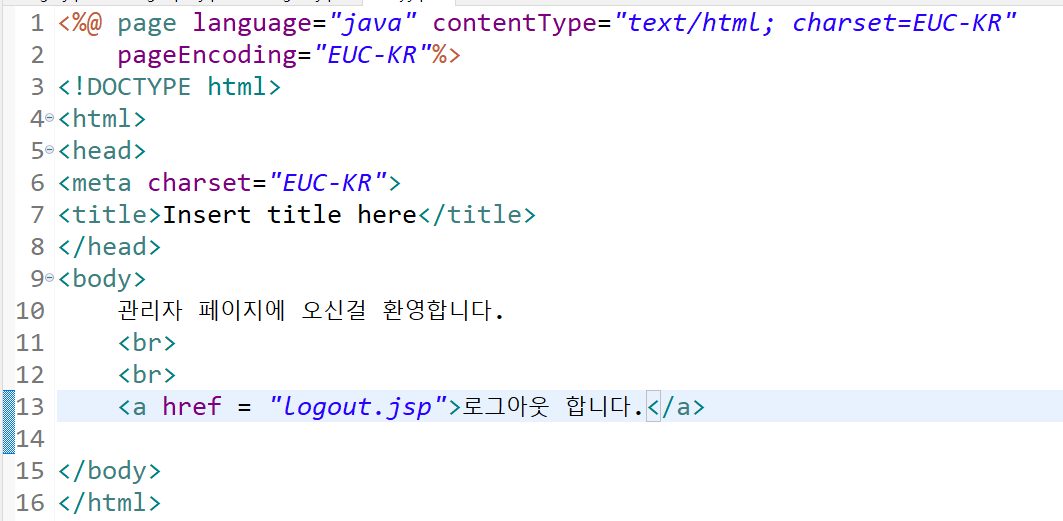 1 <%@ page language="java" contentType="text/html; charset=EUC-KR"
2     pageEncoding="EUC-KR"%>
3 <!DOCTYPE html>
4 <html>
5 <head>
6 <meta charset="EUC-KR">
7 <title>Insert title here</title>
8 </head>
9 <body>
10     관리자 페이지에 오신걸 환영합니다.
11     <br>
12     <br>
13     <a href = "logout.jsp">로그아웃 합니다.</a>
14
15 </body>
16 </html>